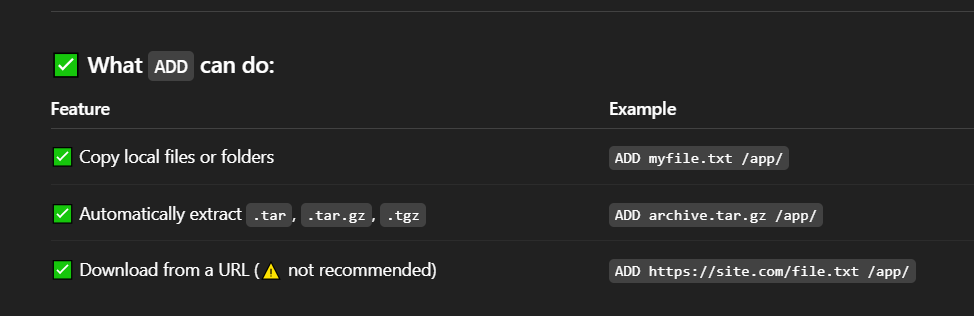 ✅ What ADD can do:
Feature Example
✅ Copy local files or folders ADD myfile.txt /app/
✅ Automatically extract .tar, .tar.gz, .tgz ADD archive.tar.gz /app/
✅ Download from a URL (⚠️ not recommended) ADD https://site.com/file.txt /app/